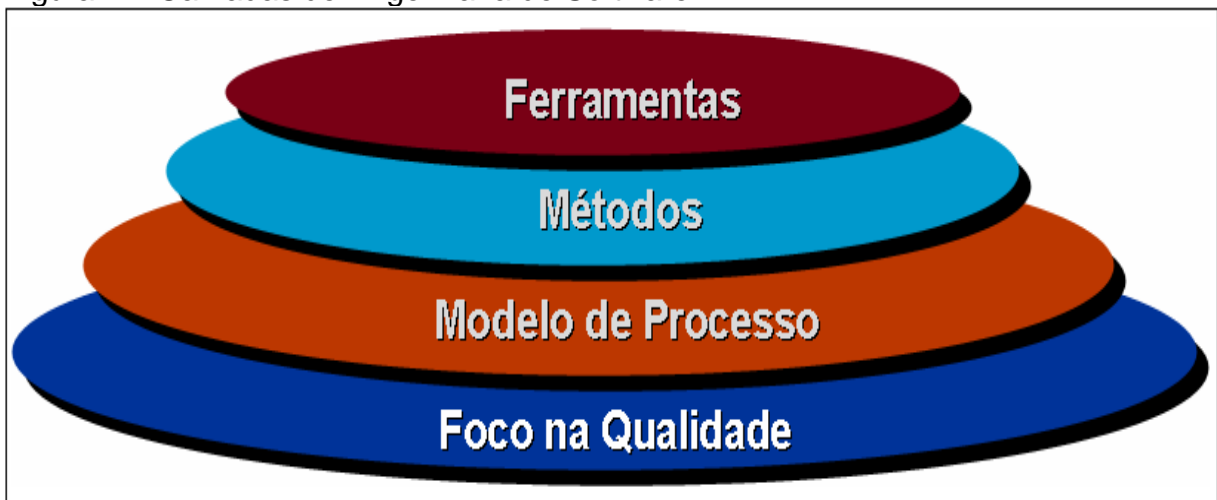 Ferramentas
Métodos
Modelo de Processo
Foco na Qualidade